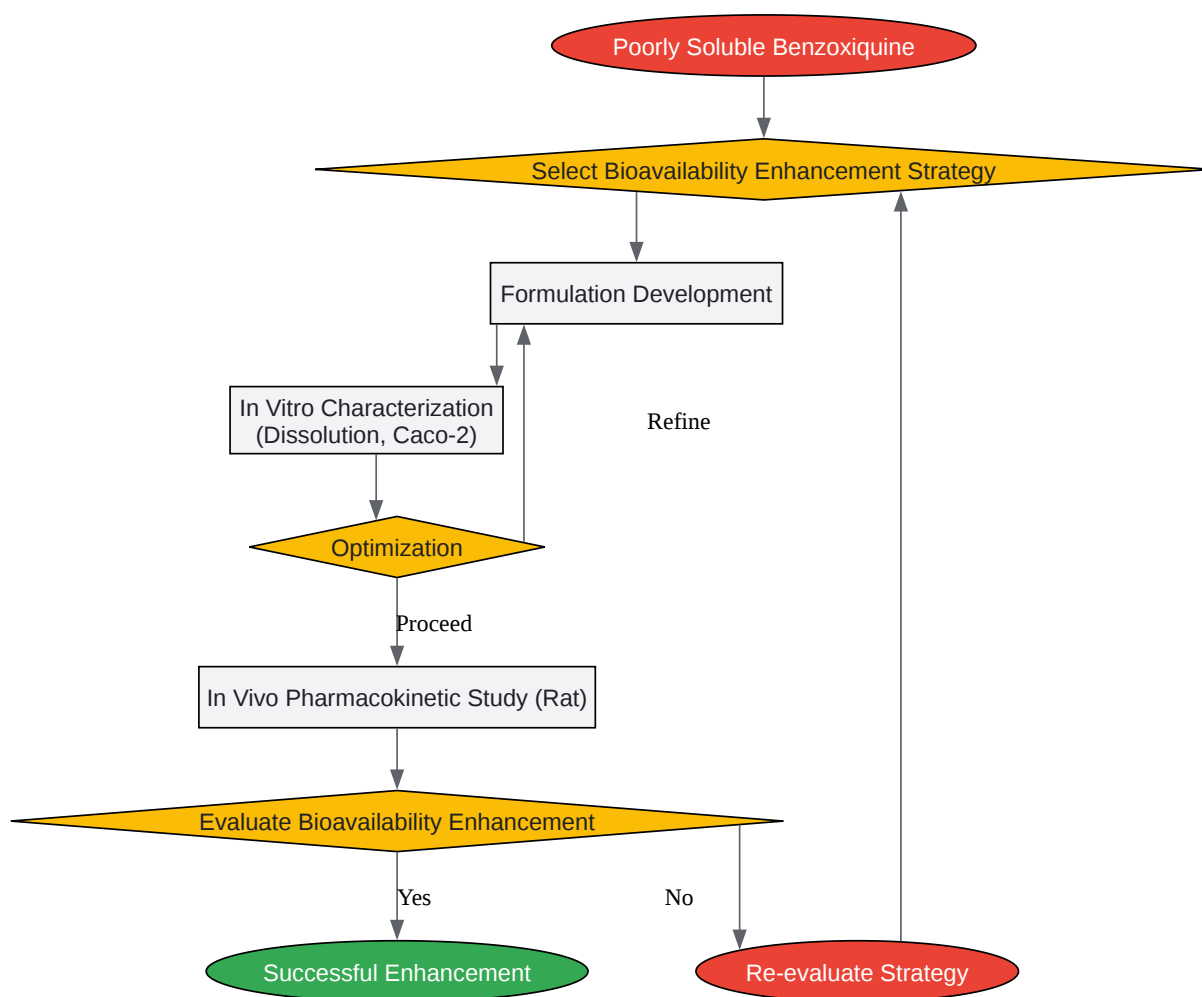 Poorly Soluble Benzoxiquine
Select Bioavailability Enhancement Strategy
Formulation Development
In Vitro Characterization
(Dissolution, Caco-2)
Refine
Optimization
Proceed
In Vivo Pharmacokinetic Study (Rat)
Evaluate Bioavailability Enhancement
Yes
No
Successful Enhancement
Re-evaluate Strategy